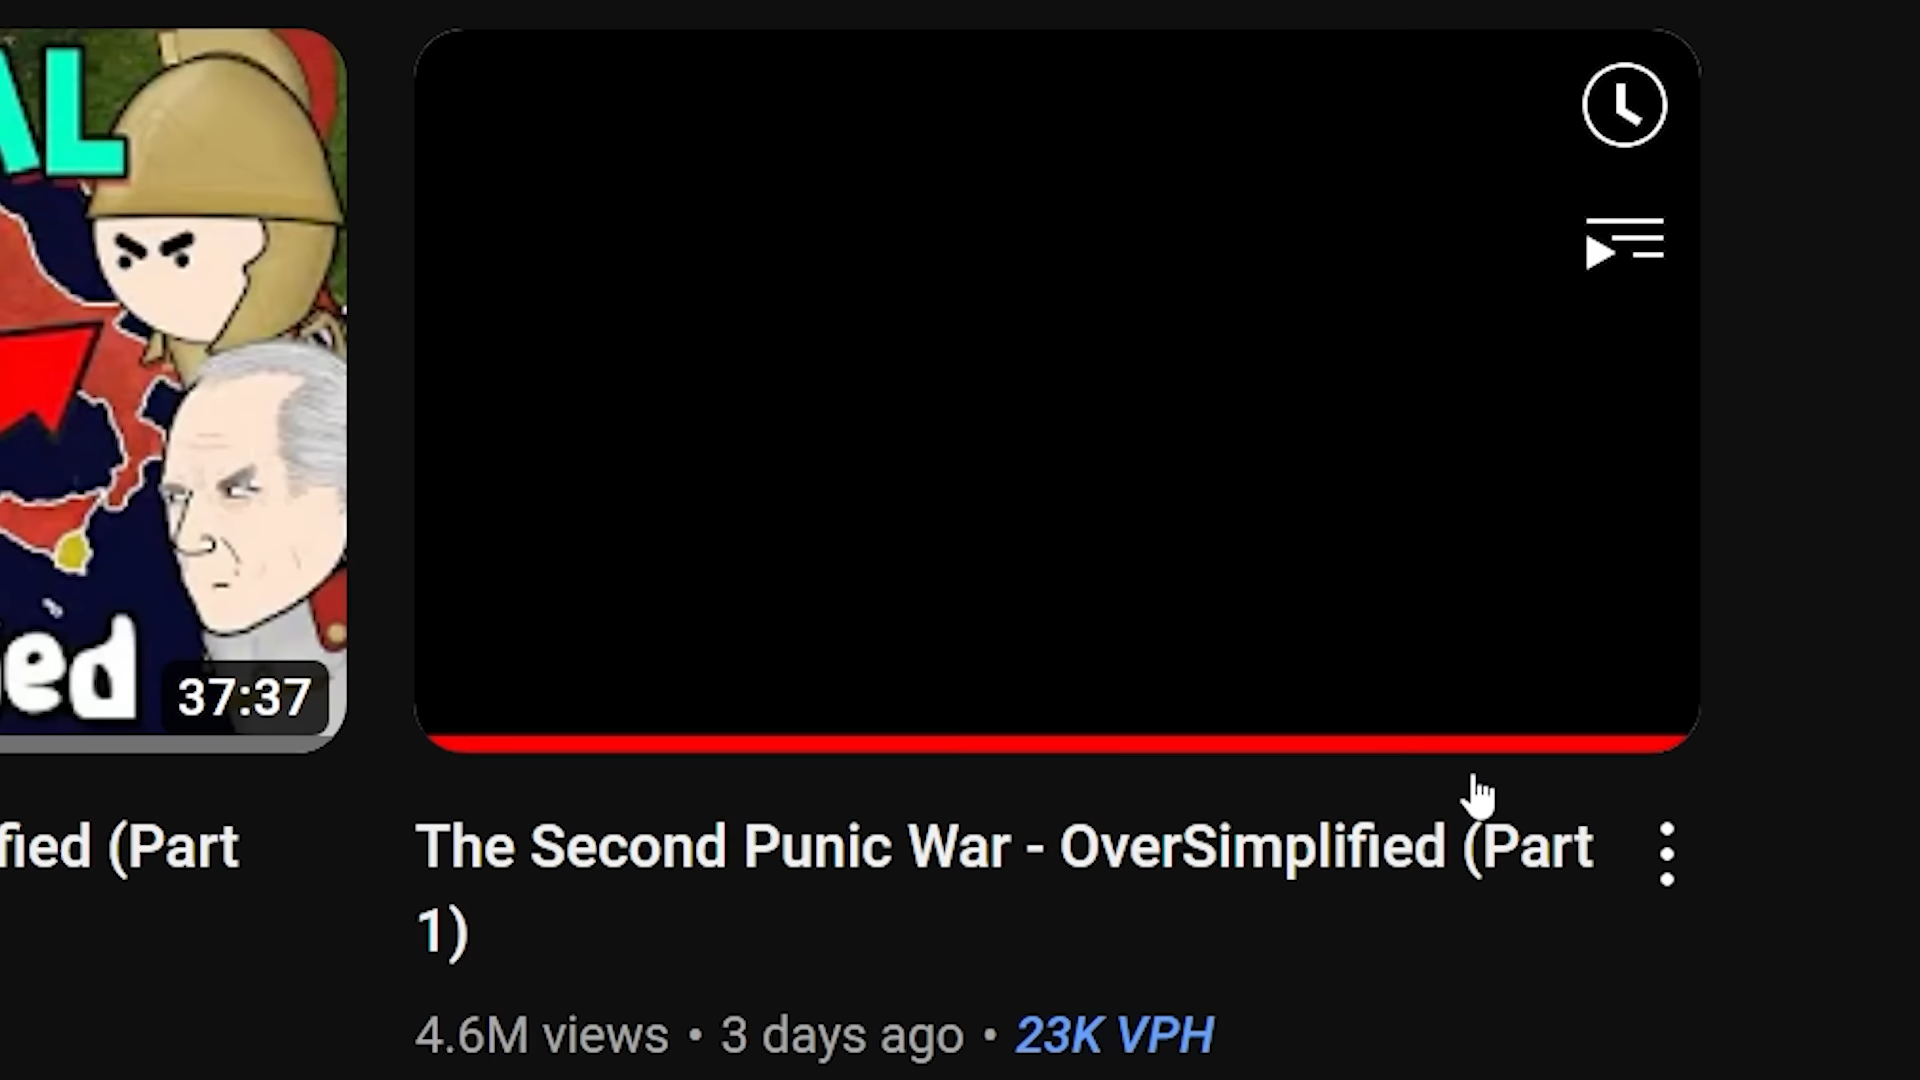 AL
ied
37:37
fied (Part
The Second Punic War - OverSimplified (Part
1)
4.6M views • 3 days ago • 23K VPH